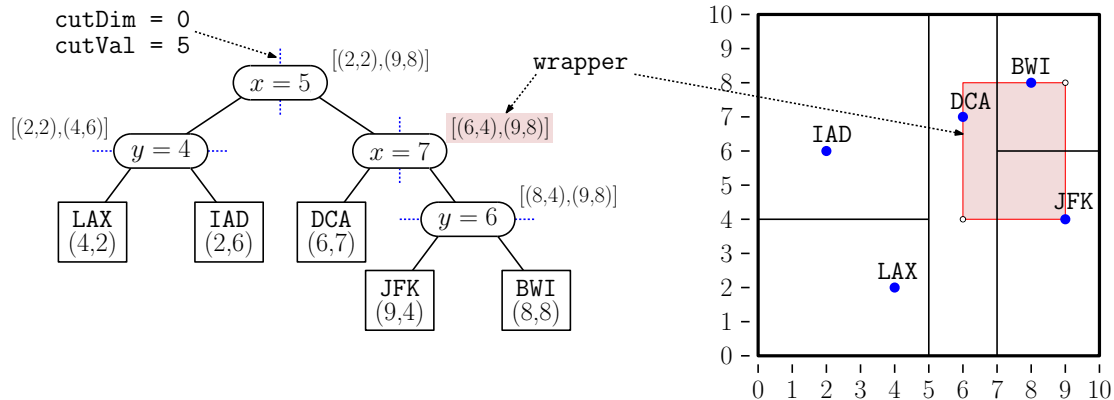 cutDim = 0
cutVal = 5
[(2,2),(9,8)]
x = 5
wrapper
[(2,2),(4,6)]
y = 4
x = 7
[(6,4),(9,8)]
[(8,4),(9,8)]
LAX
(4,2)
IAD
(2,6)
DCA
(6,7)
y = 6
JFK
(9,4)
BWI
(8,8)
10
9
8
7
6
5
4
3
2
1
0
BWI
DCA
IAD
JFK
LAX
0 1 2 3 4 5 6 7 8 9 10